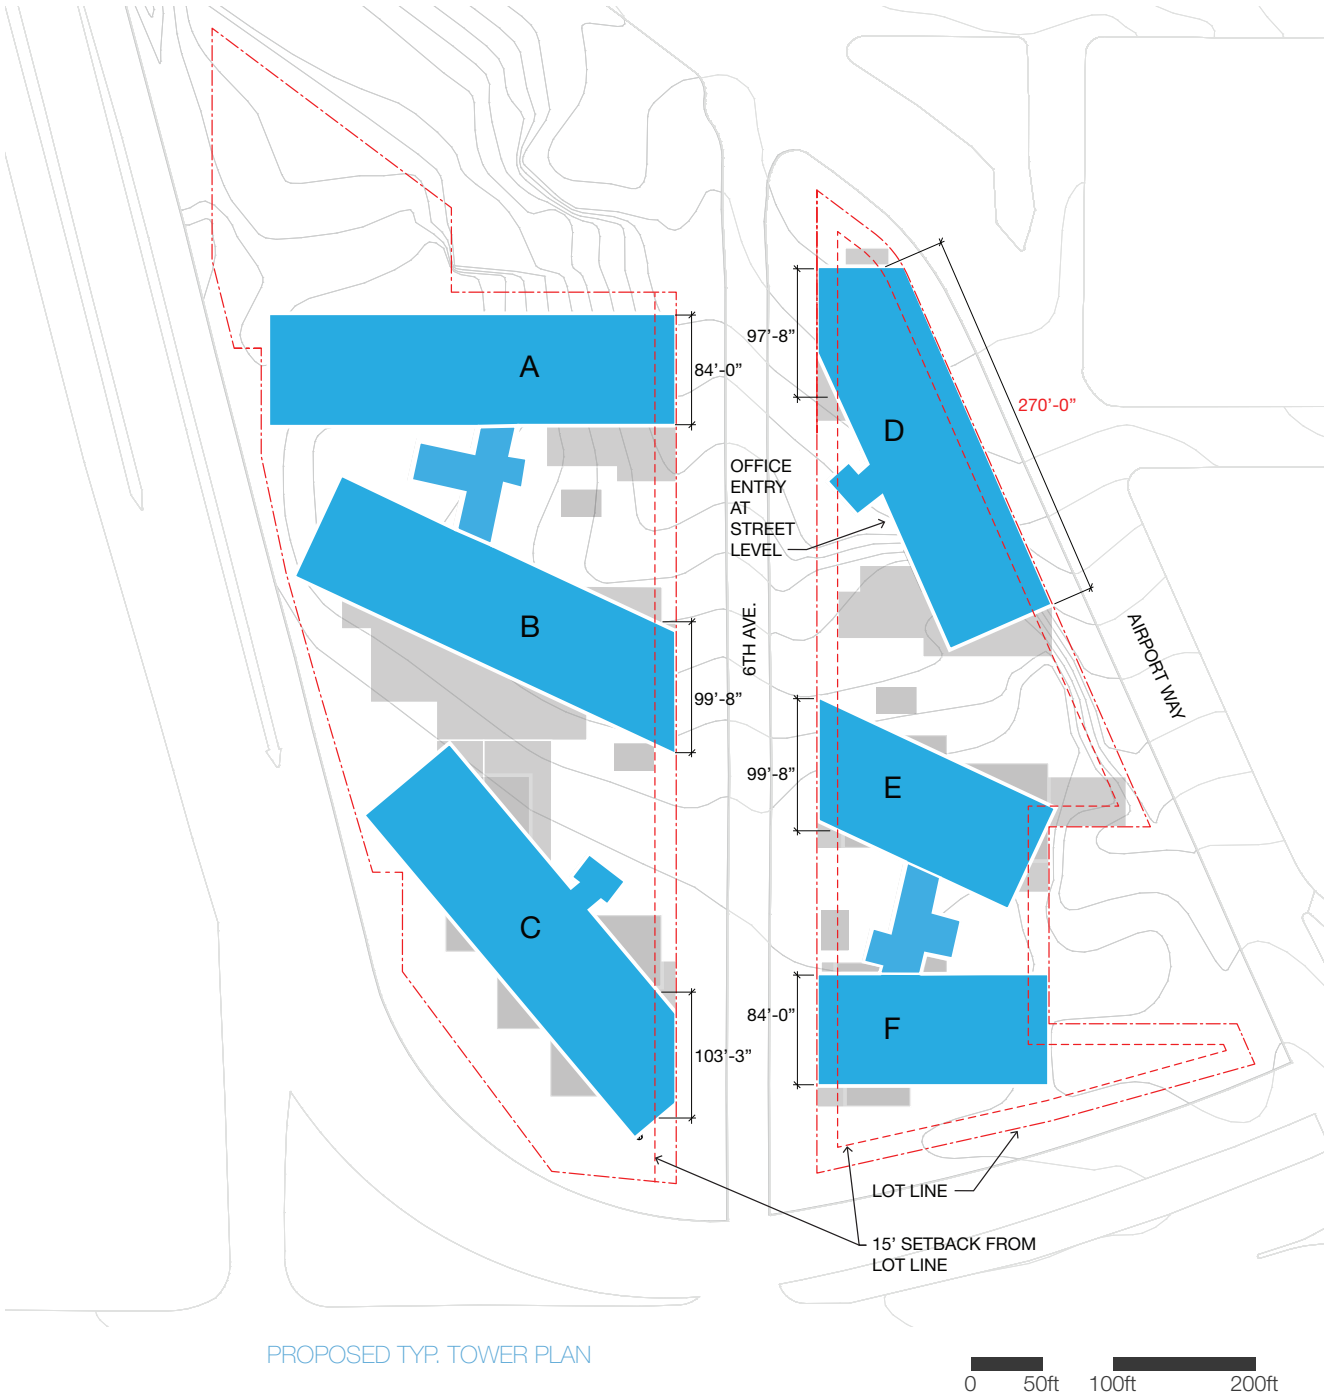 A
84’-0”
97’-8”
270’-0”
D
OFFICE
ENTRY
AT
STREET
LEVEL
B
6TH AVE.
AIRPORT WAY
99’-8”
99’-8”
E
C
84’-0”
F
103’-3”
LOT LINE
15’ SETBACK FROM
LOT LINE
PROPOSED TYP. TOWER PLAN
0 50ft 100ft 200ft